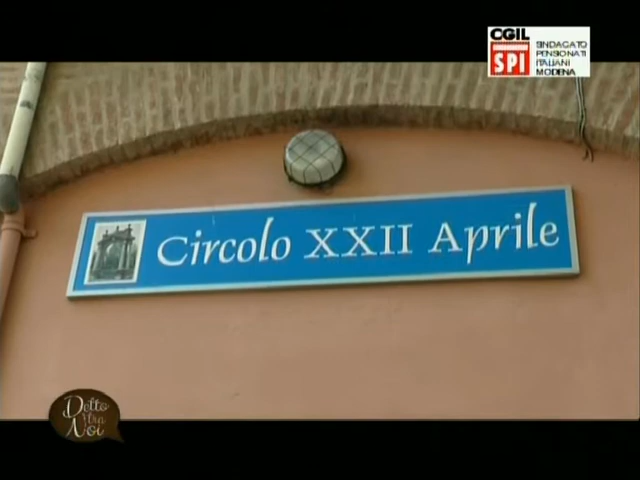 CGIL
SPI
SINDACATO
PENSIONATI
ITALIANI
MODENA
Circolo XXII Aprile
Detto
tra
Noi